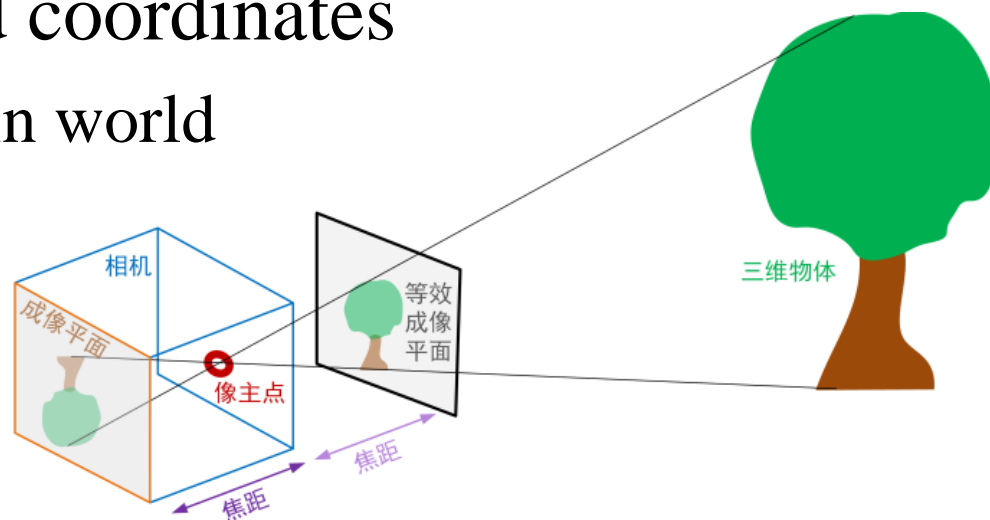 coordinates
n world
相机
成像平面
等效
成像
平面
三维物体
像主点
焦距
焦距